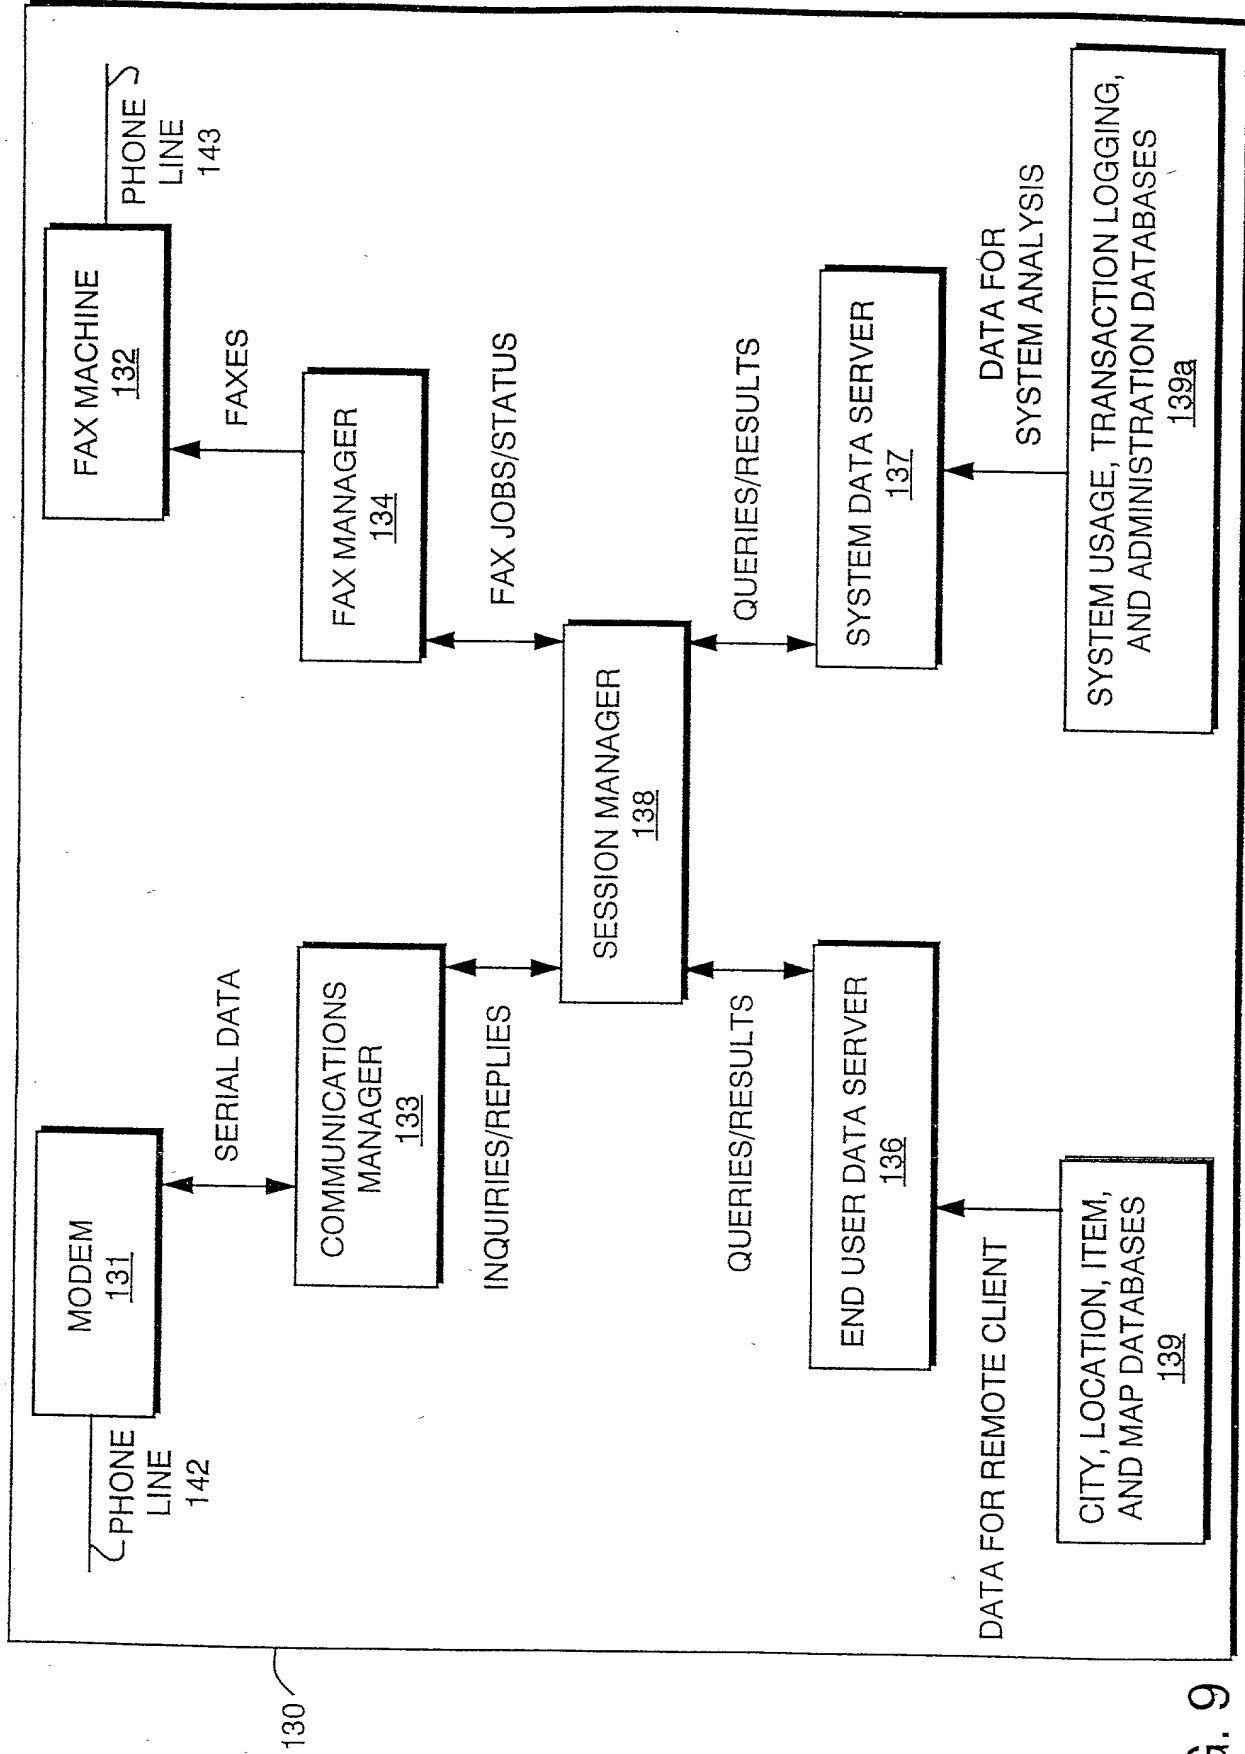 PHONE
LINE
142
MODEM
131
FAX MACHINE
132
PHONE
LINE
143
SERIAL DATA
FAXES
COMMUNICATIONS
MANAGER
133
FAX MANAGER
134
INQUIRIES/REPLIES
FAX JOBS/STATUS
SESSION MANAGER
138
QUERIES/RESULTS
QUERIES/RESULTS
END USER DATA SERVER
136
SYSTEM DATA SERVER
137
DATA FOR REMOTE CLIENT
DATA FOR
SYSTEM ANALYSIS
CITY, LOCATION, ITEM,
AND MAP DATABASES
139
SYSTEM USAGE, TRANSACTION LOGGING,
AND ADMINISTRATION DATABASES
139a
130
G. 9